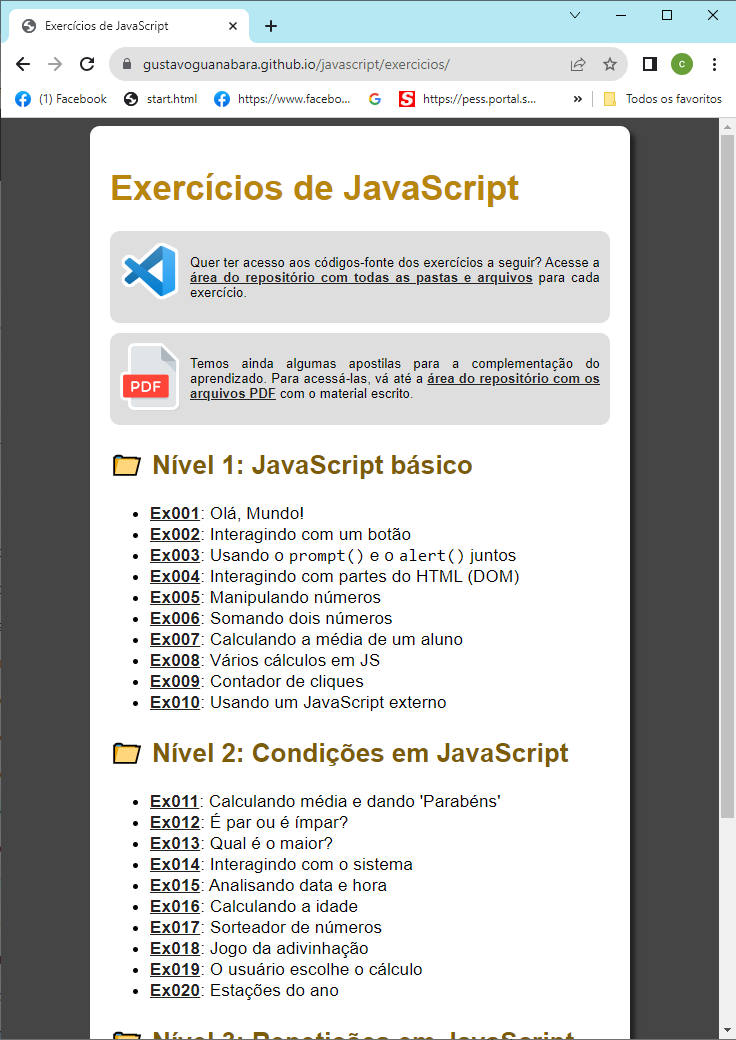 Exercícios de JavaScript
gustavoguanabara.github.io/javascript/exercicios/
c
(1) Facebook start.html https://www.facebo... G S https://pess.portal.s... » Todos os favoritos
Exercícios de JavaScript
Quer ter acesso aos códigos-fonte dos exercícios a seguir? Acesse a
área do repositório com todas as pastas e arquivos para cada
exercício.
PDF
Temos ainda algumas apostilas para a complementação do
aprendizado. Para acessá-las, vá até a área do repositório com os
arquivos PDF com o material escrito.
Nível 1: JavaScript básico
Ex001: Olá, Mundo!
Ex002: Interagindo com um botão
Ex003: Usando o prompt() e o alert() juntos
Ex004: Interagindo com partes do HTML (DOM)
Ex005: Manipulando números
Ex006: Somando dois números
Ex007: Calculando a média de um aluno
Ex008: Vários cálculos em JS
Ex009: Contador de cliques
Ex010: Usando um JavaScript externo
Nível 2: Condições em JavaScript
Ex011: Calculando média e dando 'Parabéns'
Ex012: É par ou é ímpar?
Ex013: Qual é o maior?
Ex014: Interagindo com o sistema
Ex015: Analisando data e hora
Ex016: Calculando a idade
Ex017: Sorteador de números
Ex018: Jogo da adivinhação
Ex019: O usuário escolhe o cálculo
Ex020: Estações do ano
Nível 3: Repetições em JavaScript